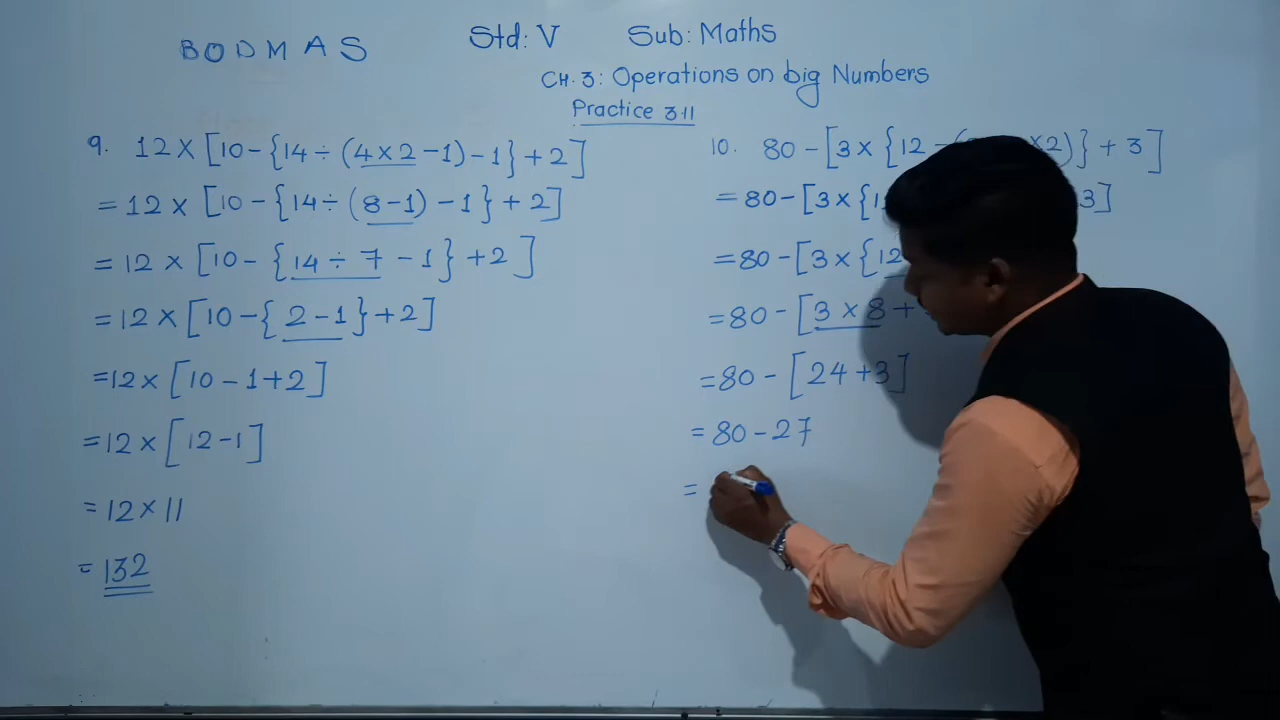 BODMAS Std: V Sub: Maths
CH. 3: Operations on big Numbers
Practice 3.11
9. 12 × [10 - {14 ÷ (4 × 2 - 1) - 1} + 2]
= 12 × [10 - {14 ÷ (8 - 1) - 1} + 2]
= 12 × [10 - {14 ÷ 7 - 1} + 2]
= 12 × [10 - {2 - 1} + 2]
= 12 × [10 - 1 + 2]
= 12 × [12 - 1]
= 12 × 11
= 132
10. 80 - [3 × {12 × 2)} + 3]
= 80 - [3 × { 3]
= 80 - [3 × {12
= 80 - [3 × 8 +
= 80 - [24 + 3]
= 80 - 27
=